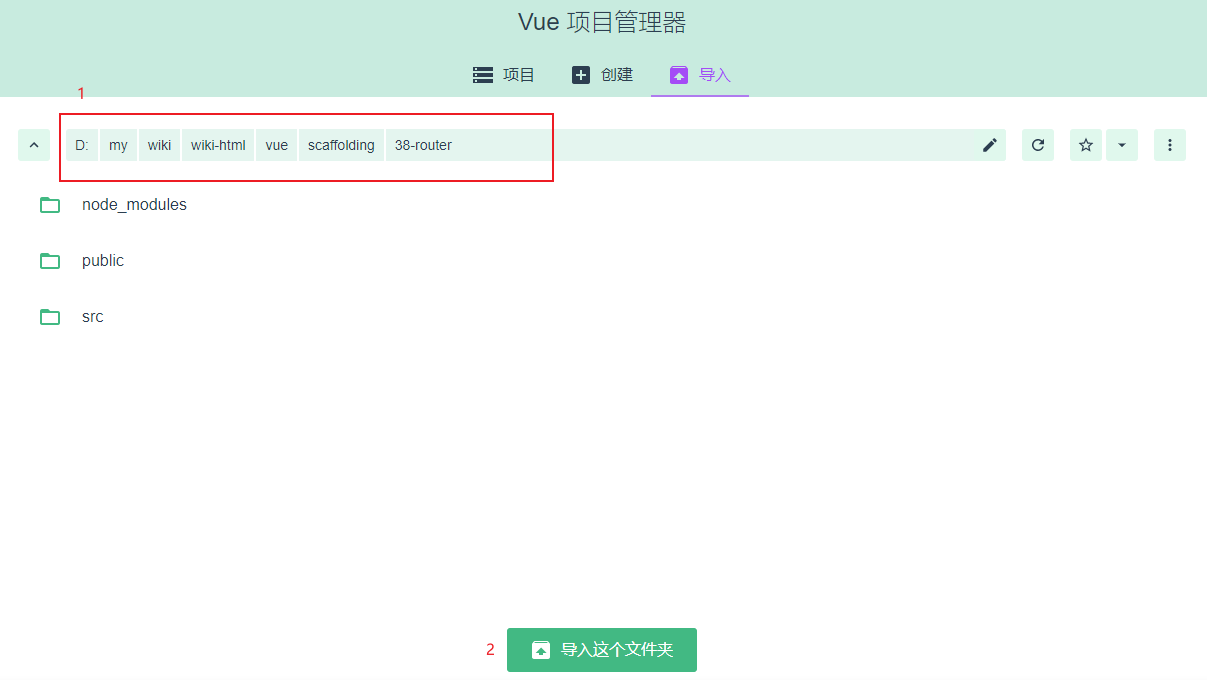 Vue 项目管理器
项目 创建 导入
1
D: my wiki wiki-html vue scaffolding 38-router
node_modules
public
src
2 导入这个文件夹